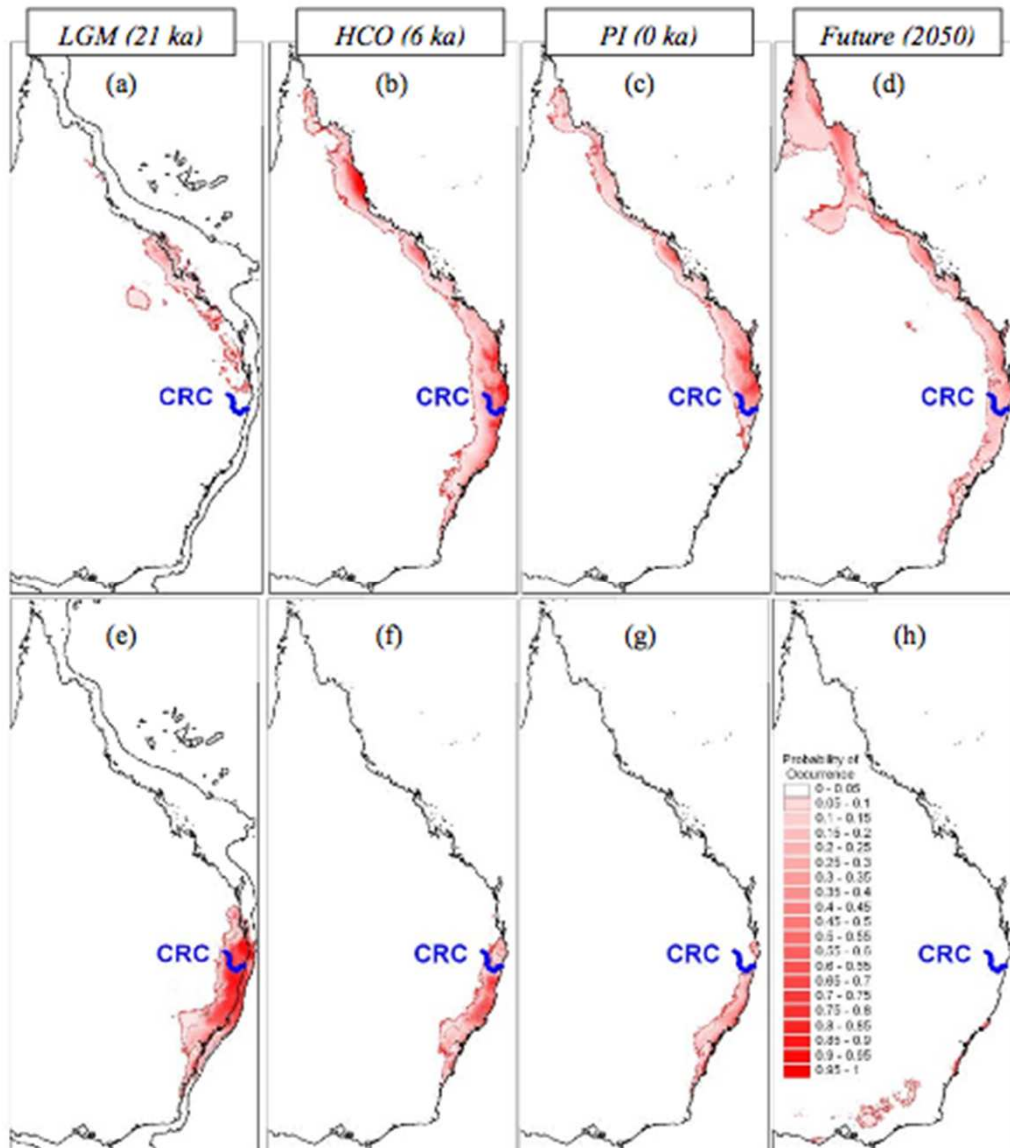 LGM (21 ka)
HCO (6 ka)
PI (0 ka)
Future (2050)
(a)
(b)
(c)
(d)
CRC
CRC
CRC
CRC
(e)
(f)
(g)
(h)
CRC
CRC
CRC
CRC
Probability of
Occurrence
0 - 0.05
0.05 - 0.1
0.1 - 0.15
0.15 - 0.2
0.2 - 0.25
0.25 - 0.3
0.3 - 0.35
0.35 - 0.4
0.4 - 0.45
0.45 - 0.5
0.5 - 0.55
0.55 - 0.6
0.6 - 0.65
0.65 - 0.7
0.7 - 0.75
0.75 - 0.8
0.8 - 0.85
0.85 - 0.9
0.9 - 0.95
0.95 - 1